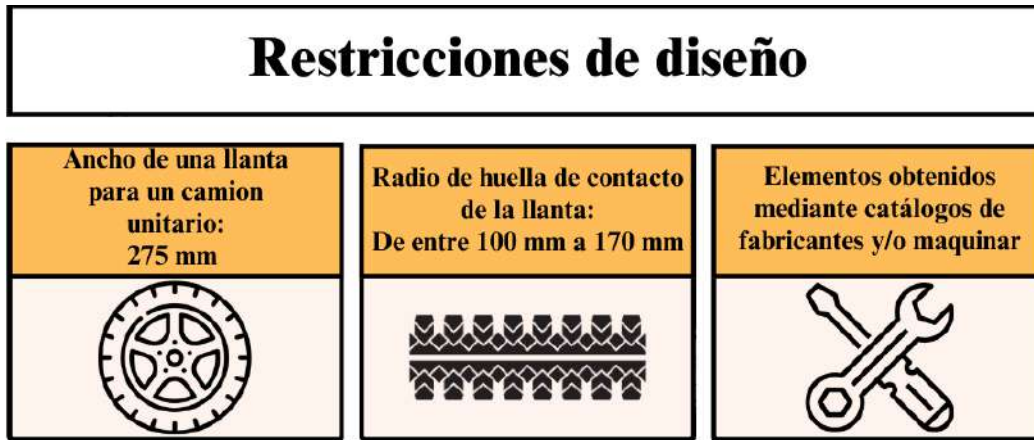 Restricciones de diseño
Ancho de una llanta
para un camion
unitario:
275 mm
Radio de huella de contacto
de la llanta:
De entre 100 mm a 170 mm
Elementos obtenidos
mediante catálogos de
fabricantes y/o maquinar